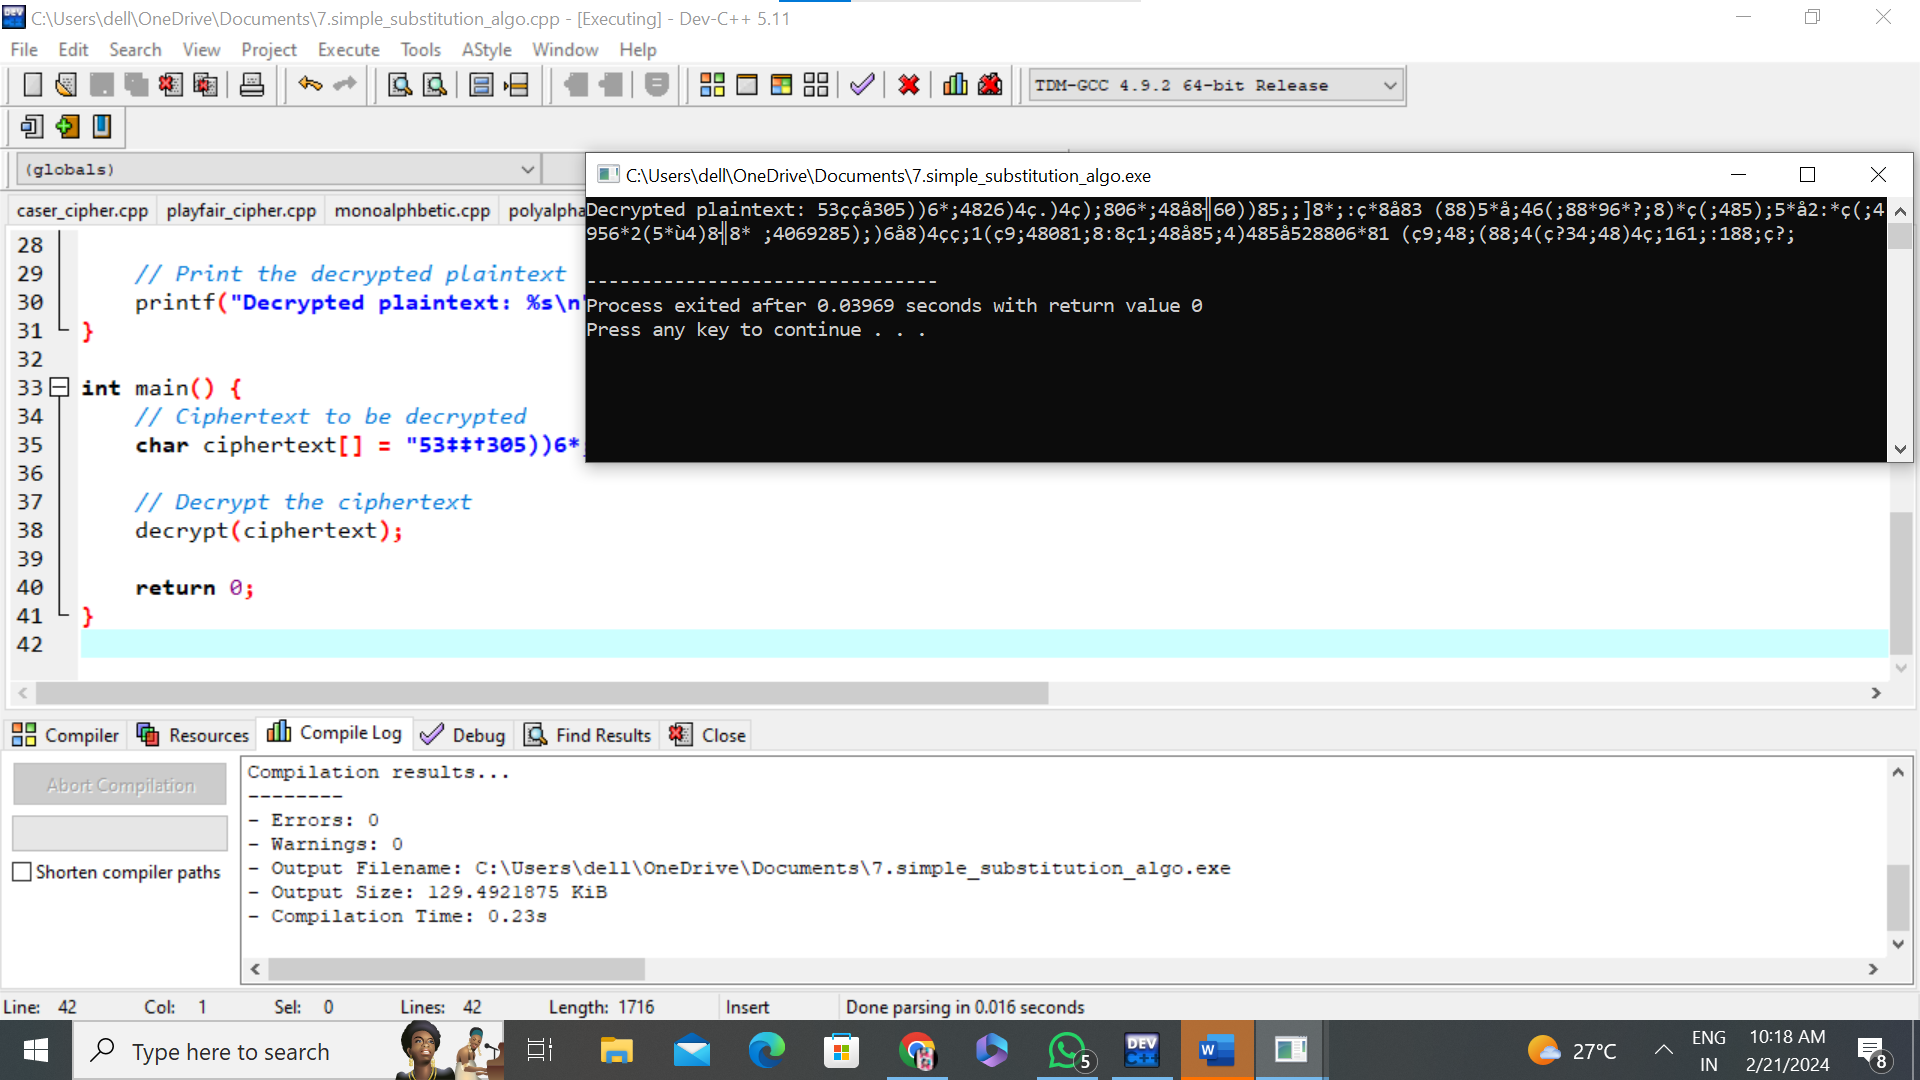 C:\Users\dell\OneDrive\Documents\7.simple_substitution_algo.cpp - [Executing] - Dev-C++ 5.11
File Edit Search View Project Execute Tools AStyle Window Help
TDM-GCC 4.9.2 64-bit Release
(globals)
caser_cipher.cpp playfair_cipher.cpp monoalphbetic.cpp polyalpha
28
29 // Print the decrypted plaintext
30 printf("Decrypted plaintext: %s\n"
31 }
32
33 int main() {
34 // Ciphertext to be decrypted
35 char ciphertext[] = "53‡‡†305))6*;
36
37 // Decrypt the ciphertext
38 decrypt(ciphertext);
39
40 return 0;
41 }
42
C:\Users\dell\OneDrive\Documents\7.simple_substitution_algo.exe
Decrypted plaintext: 53ççå305))6*;4826)4ç.)4ç);806*;48å8╢60))85;;]8*;:ç*8å83 (88)5*å;46(;88*96*?;8)*ç(;485);5*å2:*ç(;4
956*2(5*ù4)8╢8* ;4069285);)6å8)4çç;1(ç9;48081;8:8ç1;48å85;4)485å528806*81 (ç9;48;(88;4(ç?34;48)4ç;161;:188;ç?;
--------------------------------
Process exited after 0.03969 seconds with return value 0
Press any key to continue . . .
Compiler Resources Compile Log Debug Find Results Close
Abort Compilation
Shorten compiler paths
Compilation results...
--------
- Errors: 0
- Warnings: 0
- Output Filename: C:\Users\dell\OneDrive\Documents\7.simple_substitution_algo.exe
- Output Size: 129.4921875 KiB
- Compilation Time: 0.23s
Line: 42 Col: 1 Sel: 0 Lines: 42 Length: 1716 Insert Done parsing in 0.016 seconds
Type here to search
5
DEV
W
27°C
ENG
IN
10:18 AM
2/21/2024
8